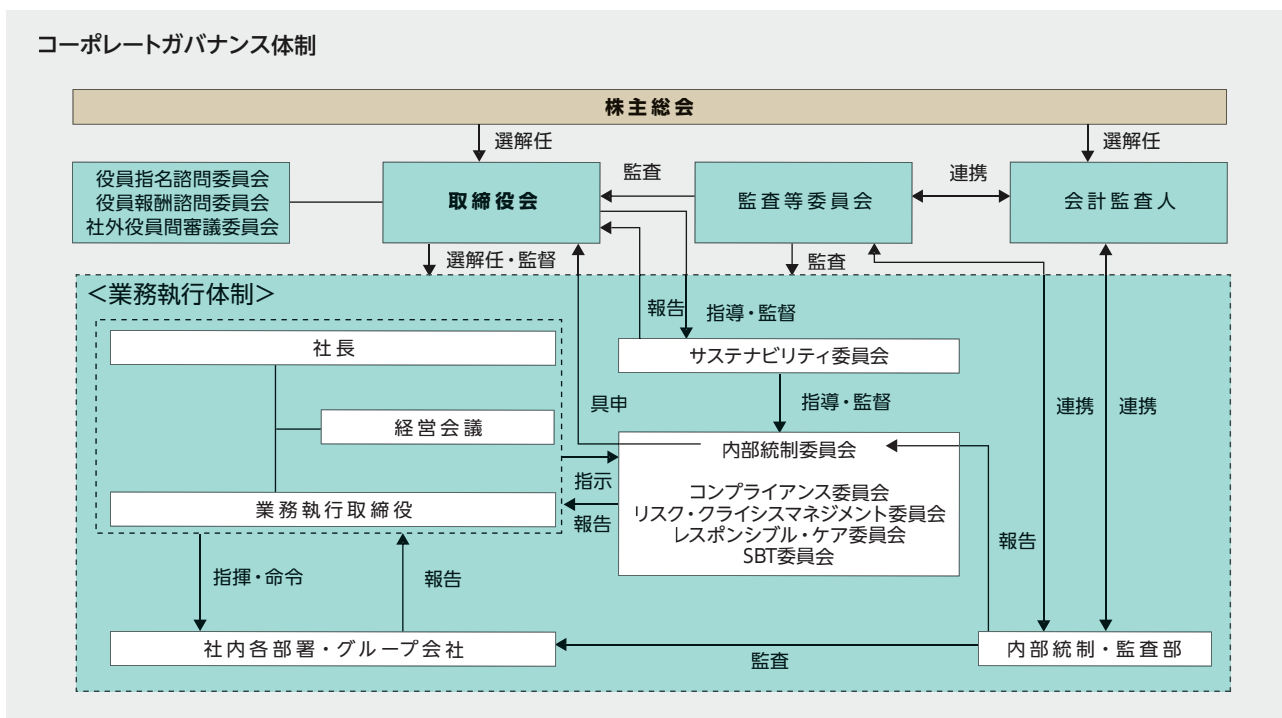 コーポレートガバナンス体制
株主総会
選解任
選解任
役員指名諮問委員会
役員報酬諮問委員会
社外役員間審議委員会
取締役会
監査
監査等委員会
連携
会計監査人
選解任・監督
監査
＜業務執行体制＞
報告
指導・監督
社長
サステナビリティ委員会
経営会議
具申
指導・監督
連携
連携
内部統制委員会
指示
業務執行取締役
報告
コンプライアンス委員会
リスク・クライシスマネジメント委員会
レスポンシブル・ケア委員会
SBT委員会
報告
指揮・命令
報告
社内各部署・グループ会社
監査
内部統制・監査部